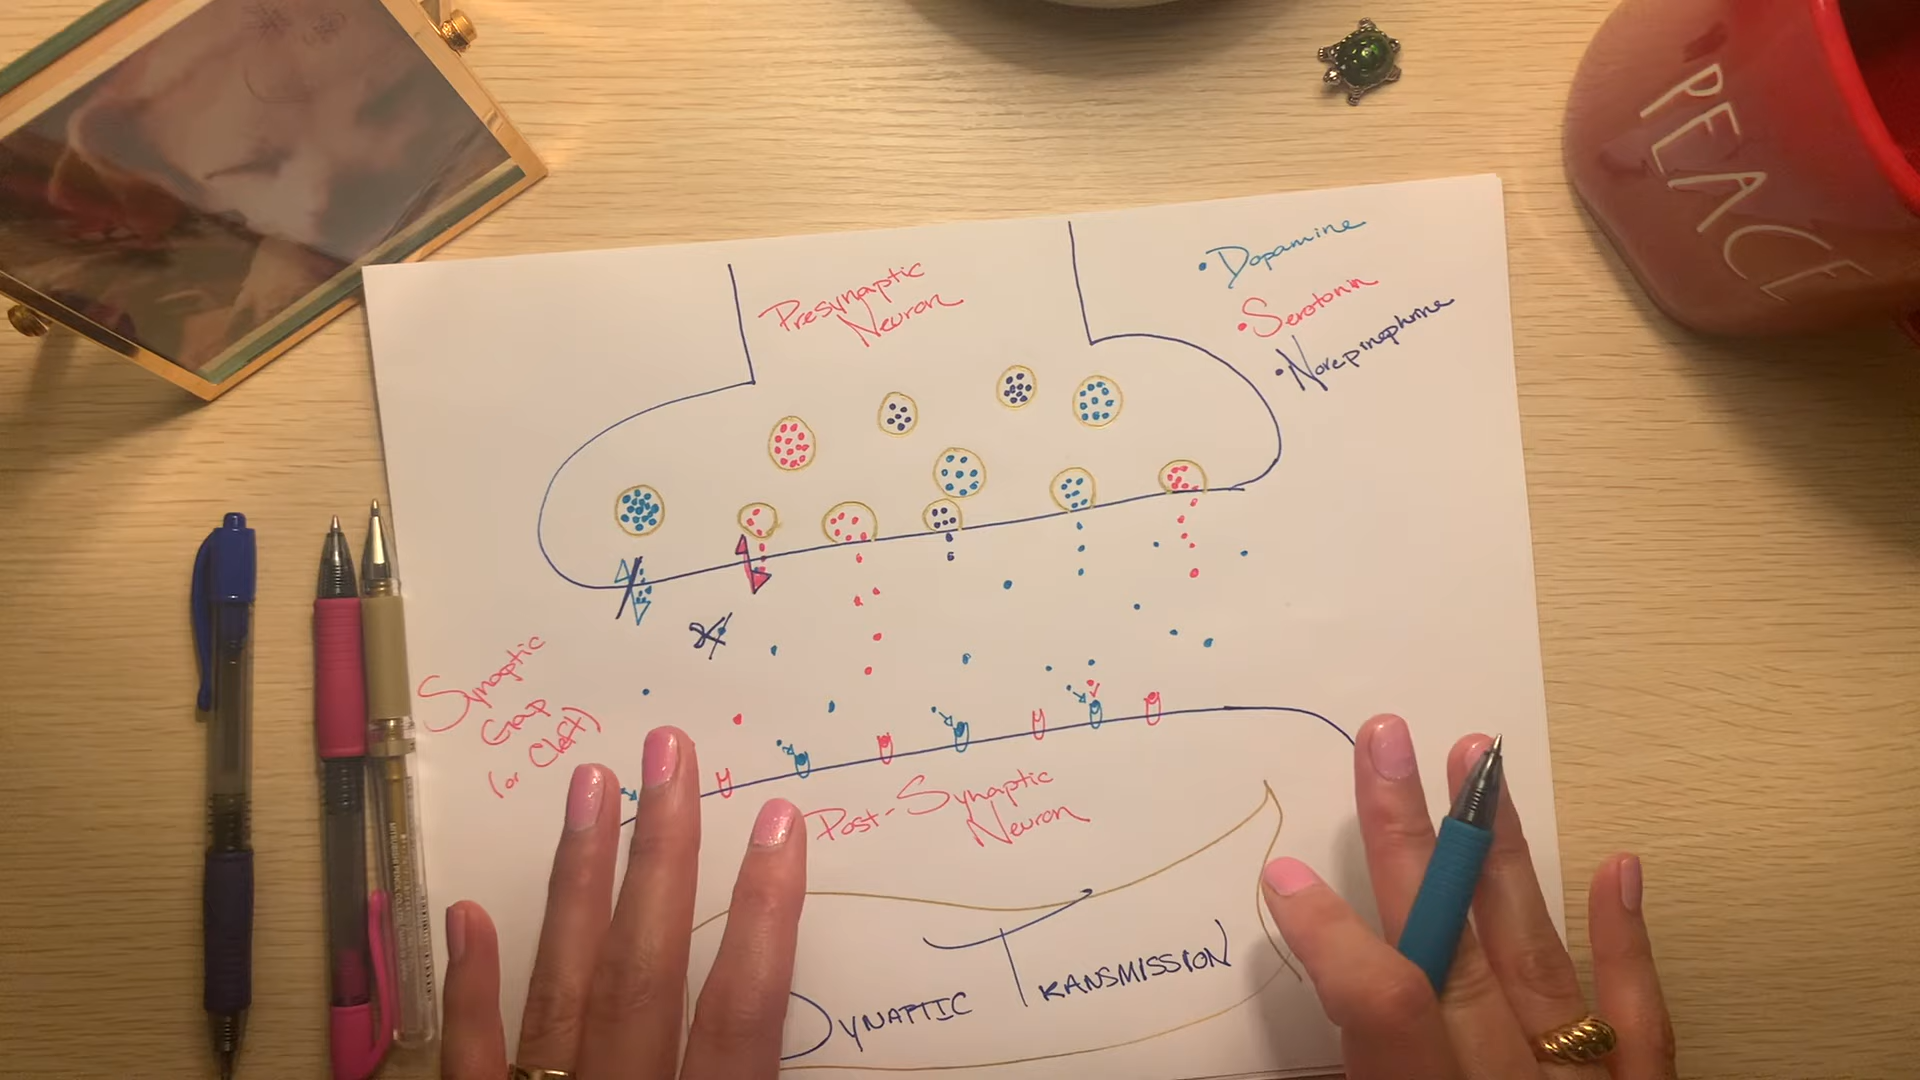 PEACE
• Dopamine
• Serotonin
• Norepinephrine
Presynaptic
Neuron
Synaptic
Gap
(or Cleft)
Post-Synaptic
Neuron
SYNAPTIC TRANSMISSION